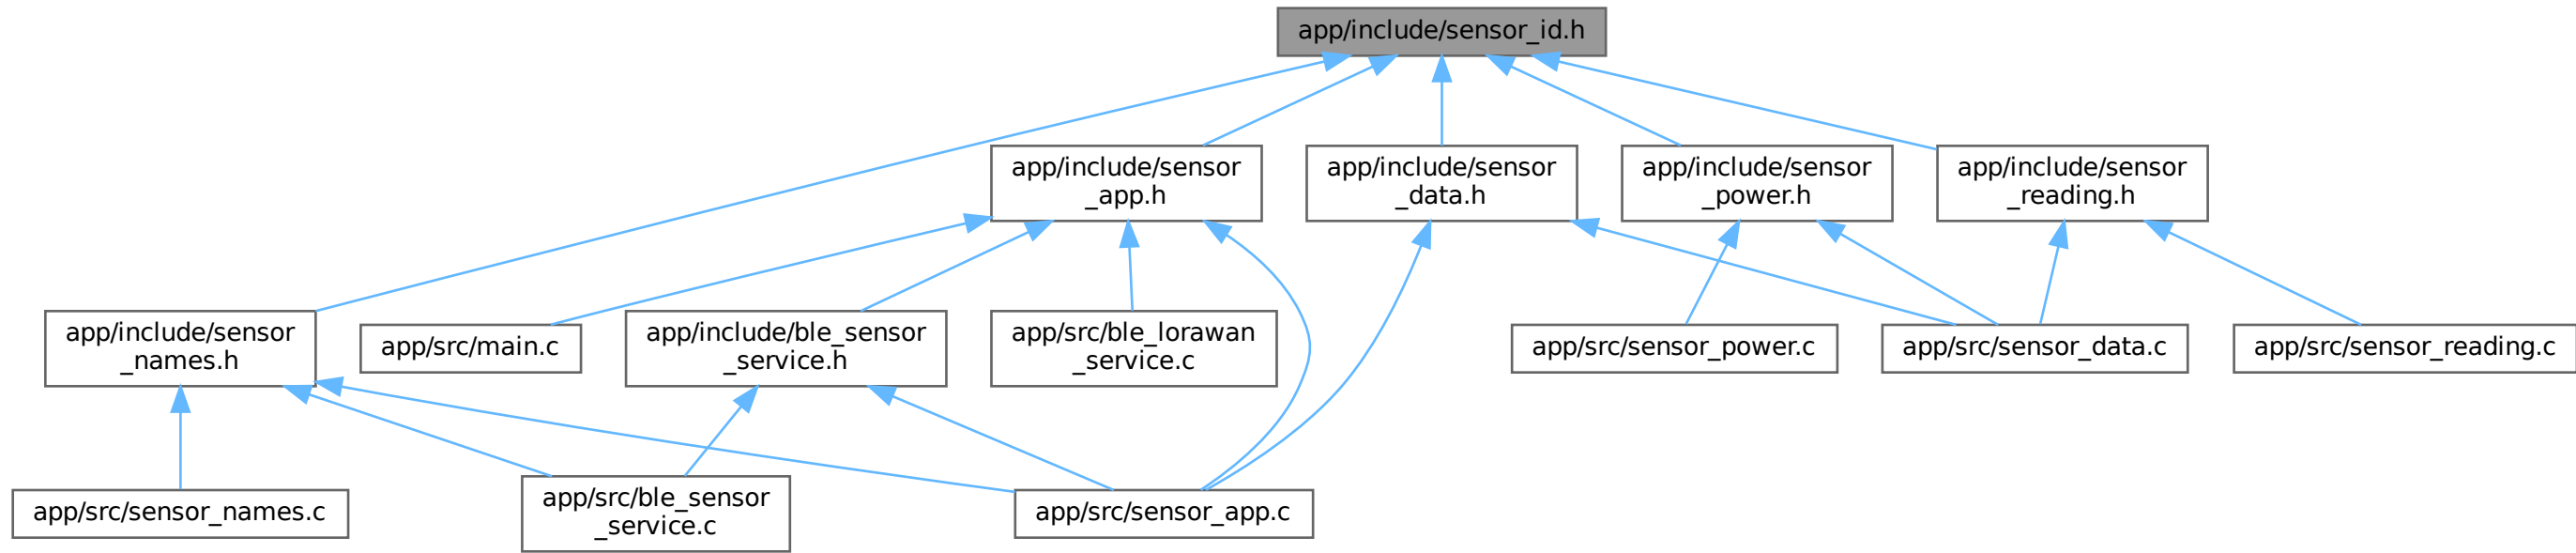 app/include/sensor_id.h
app/include/sensor
_app.h
app/include/sensor
_data.h
app/include/sensor
_power.h
app/include/sensor
_reading.h
app/include/sensor
_names.h
app/src/main.c
app/include/ble_sensor
_service.h
app/src/ble_lorawan
_service.c
app/src/sensor_power.c
app/src/sensor_data.c
app/src/sensor_reading.c
app/src/sensor_names.c
app/src/ble_sensor
_service.c
app/src/sensor_app.c